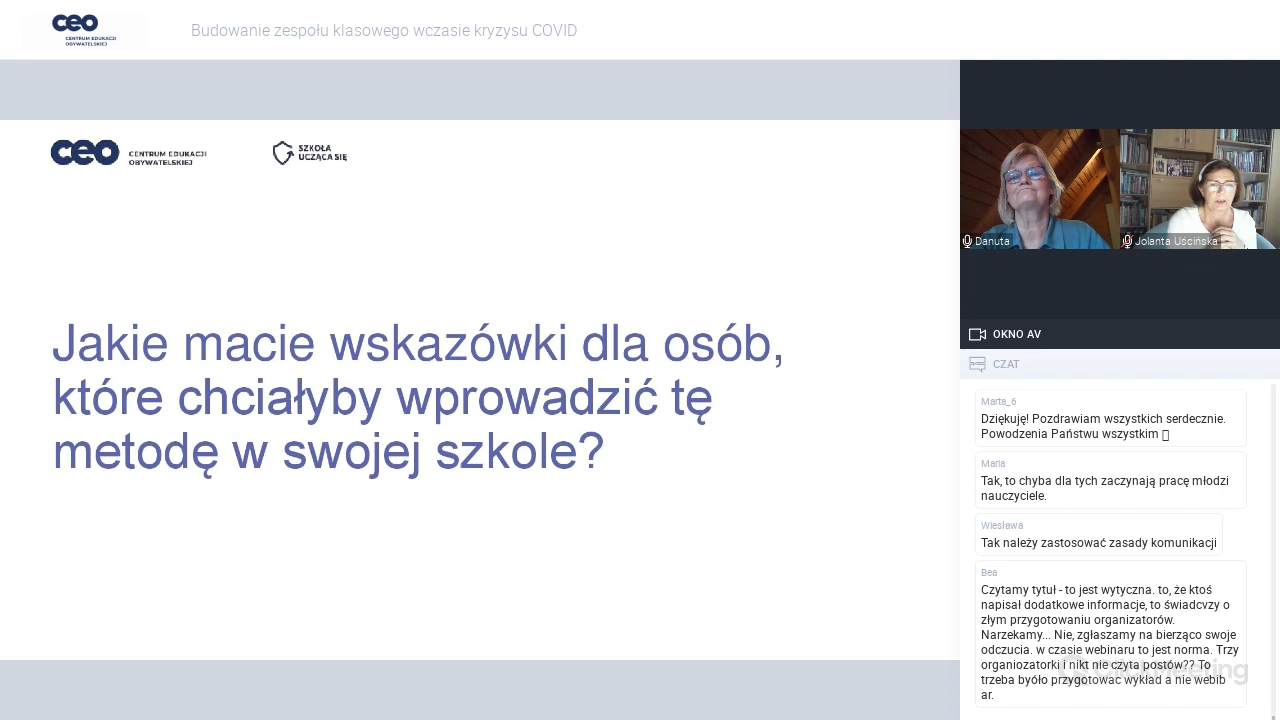 ceo
CENTRUM EDUKACJI
OBYWATELSKIEJ
Budowanie zespołu klasowego wczasie kryzysu COVID
ceo
CENTRUM EDUKACJI
OBYWATELSKIEJ
SZKOŁA
UCZĄCA SIĘ
Jakie macie wskazówki dla osób,
które chciałyby wprowadzić tę
metodę w swojej szkole?
Danuta
Jolanta Uścińska
OKNO AV
CZAT
Marta_6
Dziękuję! Pozdrawiam wszystkich serdecznie.
Powodzenia Państwu wszystkim
Maria
Tak, to chyba dla tych zaczynają pracę młodzi
nauczyciele.
Wiesława
Tak należy zastosować zasady komunikacji
Bea
Czytamy tytuł - to jest wytyczna. to, że ktoś
napisał dodatkowe informacje, to świadcvzy o
złym przygotowaniu organizatorów.
Narzekamy... Nie, zgłaszamy na bierząco swoje
odczucia. w czasie webinaru to jest norma. Trzy
organiozatorki i nikt nie czyta postów?? To
trzeba byóło przygotowac wykład a nie webib
ar.
ClickMeeting